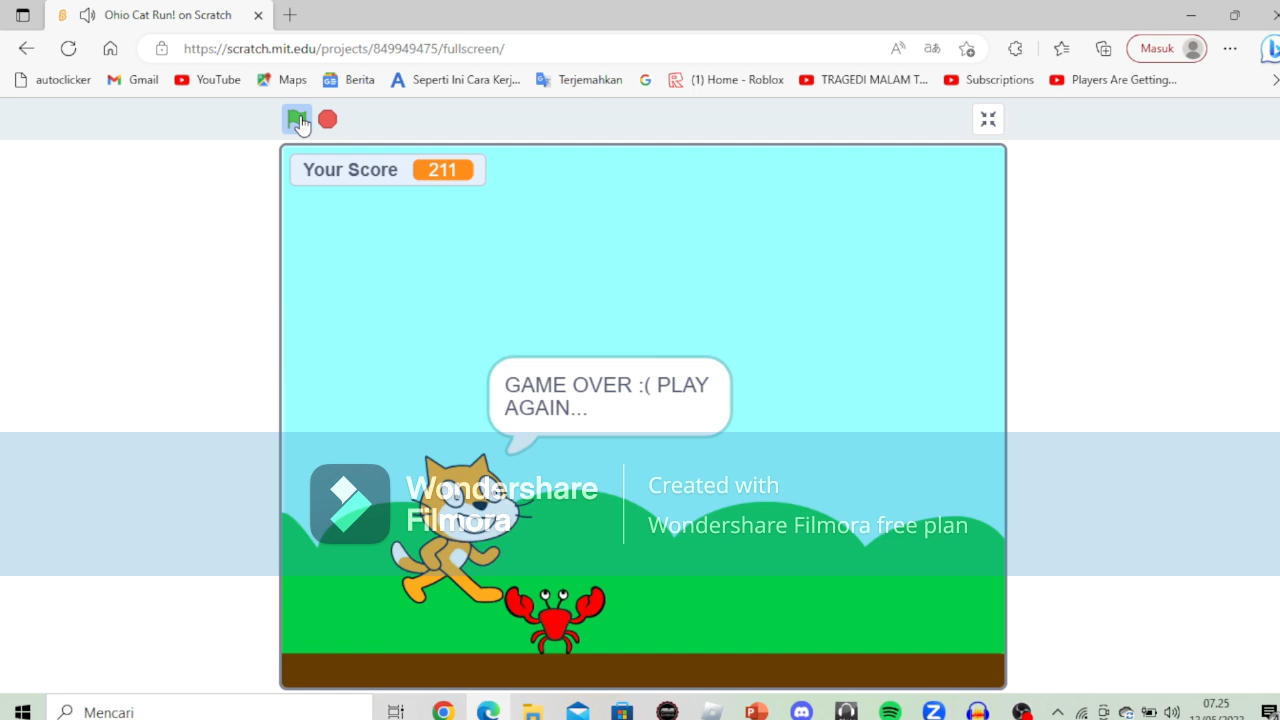 Ohio Cat Run! on Scratch
https://scratch.mit.edu/projects/849949475/fullscreen/
Masuk
autoclicker
Gmail
YouTube
Maps
Berita
Seperti Ini Cara Kerj...
Terjemahkan
(1) Home - Roblox
TRAGEDI MALAM T...
Subscriptions
Players Are Getting...
Your Score 211
GAME OVER :( PLAY
AGAIN...
Wondershare
Filmora
Created with
Wondershare Filmora free plan
Mencari
07.25